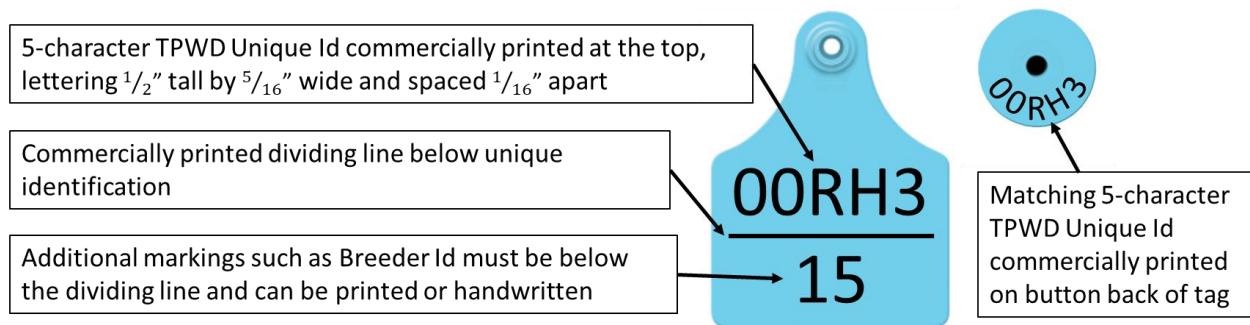 5-character TPWD Unique Id commercially printed at the top,
lettering 1/2” tall by 5/16” wide and spaced 1/16” apart
Commercially printed dividing line below unique
identification
Additional markings such as Breeder Id must be below
the dividing line and can be printed or handwritten
00RH3
15
00RH3
Matching 5-character
TPWD Unique Id
commercially printed
on button back of tag